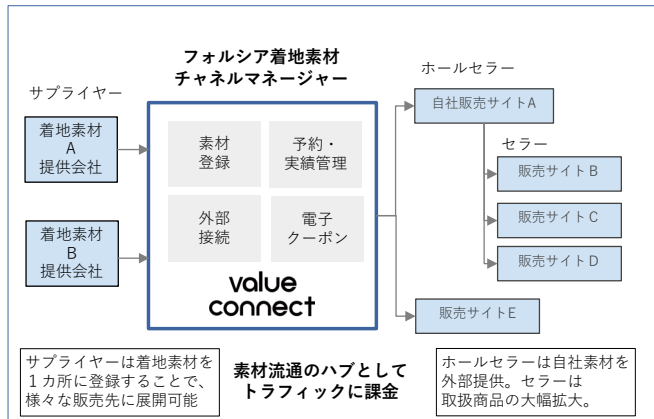 フォルシア着地素材
チャネルマネージャー
サプライヤー
着地素材
A
提供会社
着地素材
B
提供会社
素材
登録
予約・
実績管理
外部
接続
電子
クーポン
value
connect
ホールセラー
自社販売サイトA
セラー
販売サイトB
販売サイトC
販売サイトD
販売サイトE
サプライヤーは着地素材を
１カ所に登録することで、
様々な販売先に展開可能
素材流通のハブとして
トラフィックに課金
ホールセラーは自社素材を
外部提供。セラーは
取扱商品の大幅拡大。